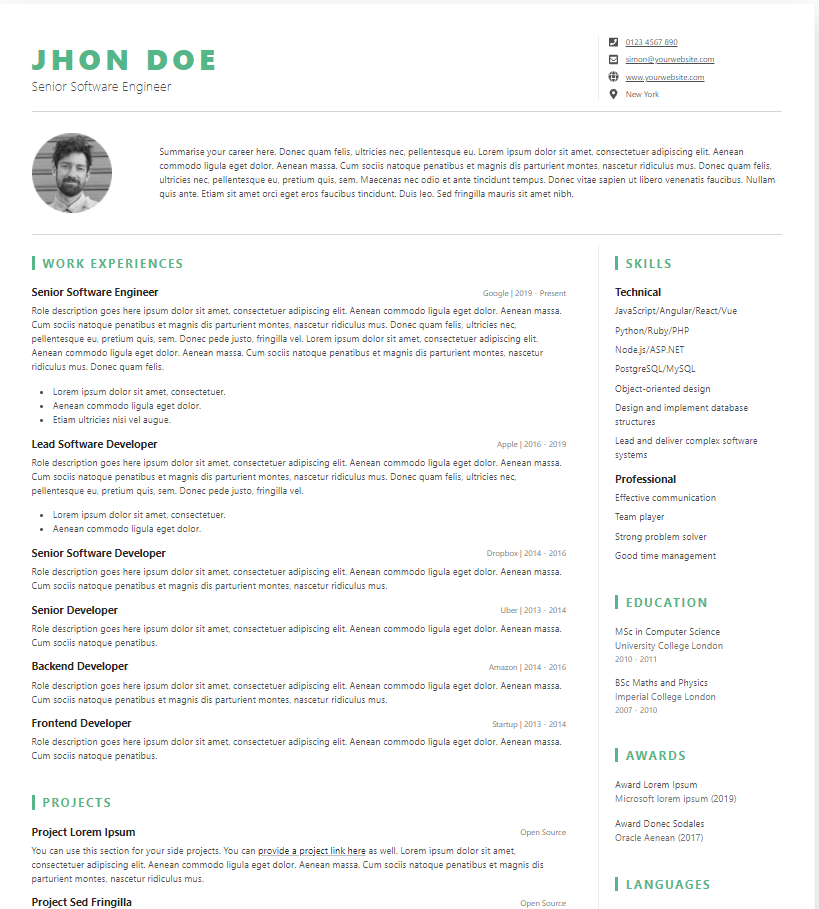 JHON DOE
Senior Software Engineer
0123 4567 890
simon@yourwebsite.com
www.yourwebsite.com
New York
Summarise your career here. Donec quam felis, ultricies nec, pellentesque eu. Lorem ipsum dolor sit amet, consectetuer adipiscing elit. Aenean
commodo ligula eget dolor. Aenean massa. Cum sociis natoque penatibus et magnis dis parturient montes, nascetur ridiculus mus. Donec quam felis,
ultricies nec, pellentesque eu, pretium quis, sem. Maecenas nec odio et ante tincidunt tempus. Donec vitae sapien ut libero venenatis faucibus. Nullam
quis ante. Etiam sit amet orci eget eros faucibus tincidunt. Duis leo. Sed fringilla mauris sit amet nibh.
WORK EXPERIENCES
Senior Software Engineer
Google | 2019 - Present
Role description goes here ipsum dolor sit amet, consectetuer adipiscing elit. Aenean commodo ligula eget dolor. Aenean massa.
Cum sociis natoque penatibus et magnis dis parturient montes, nascetur ridiculus mus. Donec quam felis, ultricies nec,
pellentesque eu, pretium quis, sem. Donec pede justo, fringilla vel. Lorem ipsum dolor sit amet, consectetuer adipiscing elit.
Aenean commodo ligula eget dolor. Aenean massa. Cum sociis natoque penatibus et magnis dis parturient montes, nascetur
ridiculus mus. Donec quam felis.
• Lorem ipsum dolor sit amet, consectetuer.
• Aenean commodo ligula eget dolor.
• Etiam ultricies nisi vel augue.
Lead Software Developer
Apple | 2016 - 2019
Role description goes here ipsum dolor sit amet, consectetuer adipiscing elit. Aenean commodo ligula eget dolor. Aenean massa.
Cum sociis natoque penatibus et magnis dis parturient montes, nascetur ridiculus mus. Donec quam felis, ultricies nec,
pellentesque eu, pretium quis, sem. Donec pede justo, fringilla vel.
• Lorem ipsum dolor sit amet, consectetuer.
• Aenean commodo ligula eget dolor.
Senior Software Developer
Dropbox | 2014 - 2016
Role description goes here ipsum dolor sit amet, consectetuer adipiscing elit. Aenean commodo ligula eget dolor. Aenean massa.
Cum sociis natoque penatibus et magnis dis parturient montes, nascetur ridiculus mus.
Senior Developer
Uber | 2013 - 2014
Role description goes here ipsum dolor sit amet, consectetuer adipiscing elit. Aenean commodo ligula eget dolor. Aenean massa.
Cum sociis natoque penatibus.
Backend Developer
Amazon | 2014 - 2016
Role description goes here ipsum dolor sit amet, consectetuer adipiscing elit. Aenean commodo ligula eget dolor. Aenean massa.
Cum sociis natoque penatibus et magnis dis parturient montes, nascetur ridiculus mus.
Frontend Developer
Startup | 2013 - 2014
Role description goes here ipsum dolor sit amet, consectetuer adipiscing elit. Aenean commodo ligula eget dolor. Aenean massa.
Cum sociis natoque penatibus.
PROJECTS
Project Lorem Ipsum
Open Source
You can use this section for your side projects. You can provide a project link here as well. Lorem ipsum dolor sit amet,
consectetuer adipiscing elit. Aenean commodo ligula eget dolor. Aenean massa. Cum sociis natoque penatibus et magnis dis
parturient montes, nascetur ridiculus mus.
Project Sed Fringilla
Open Source
SKILLS
Technical
JavaScript/Angular/React/Vue
Python/Ruby/PHP
Node.js/ASP.NET
PostgreSQL/MySQL
Object-oriented design
Design and implement database
structures
Lead and deliver complex software
systems
Professional
Effective communication
Team player
Strong problem solver
Good time management
EDUCATION
MSc in Computer Science
University College London
2010 - 2011
BSc Maths and Physics
Imperial College London
2007 - 2010
AWARDS
Award Lorem Ipsum
Microsoft lorem ipsum (2019)
Award Donec Sodales
Oracle Aenean (2017)
LANGUAGES